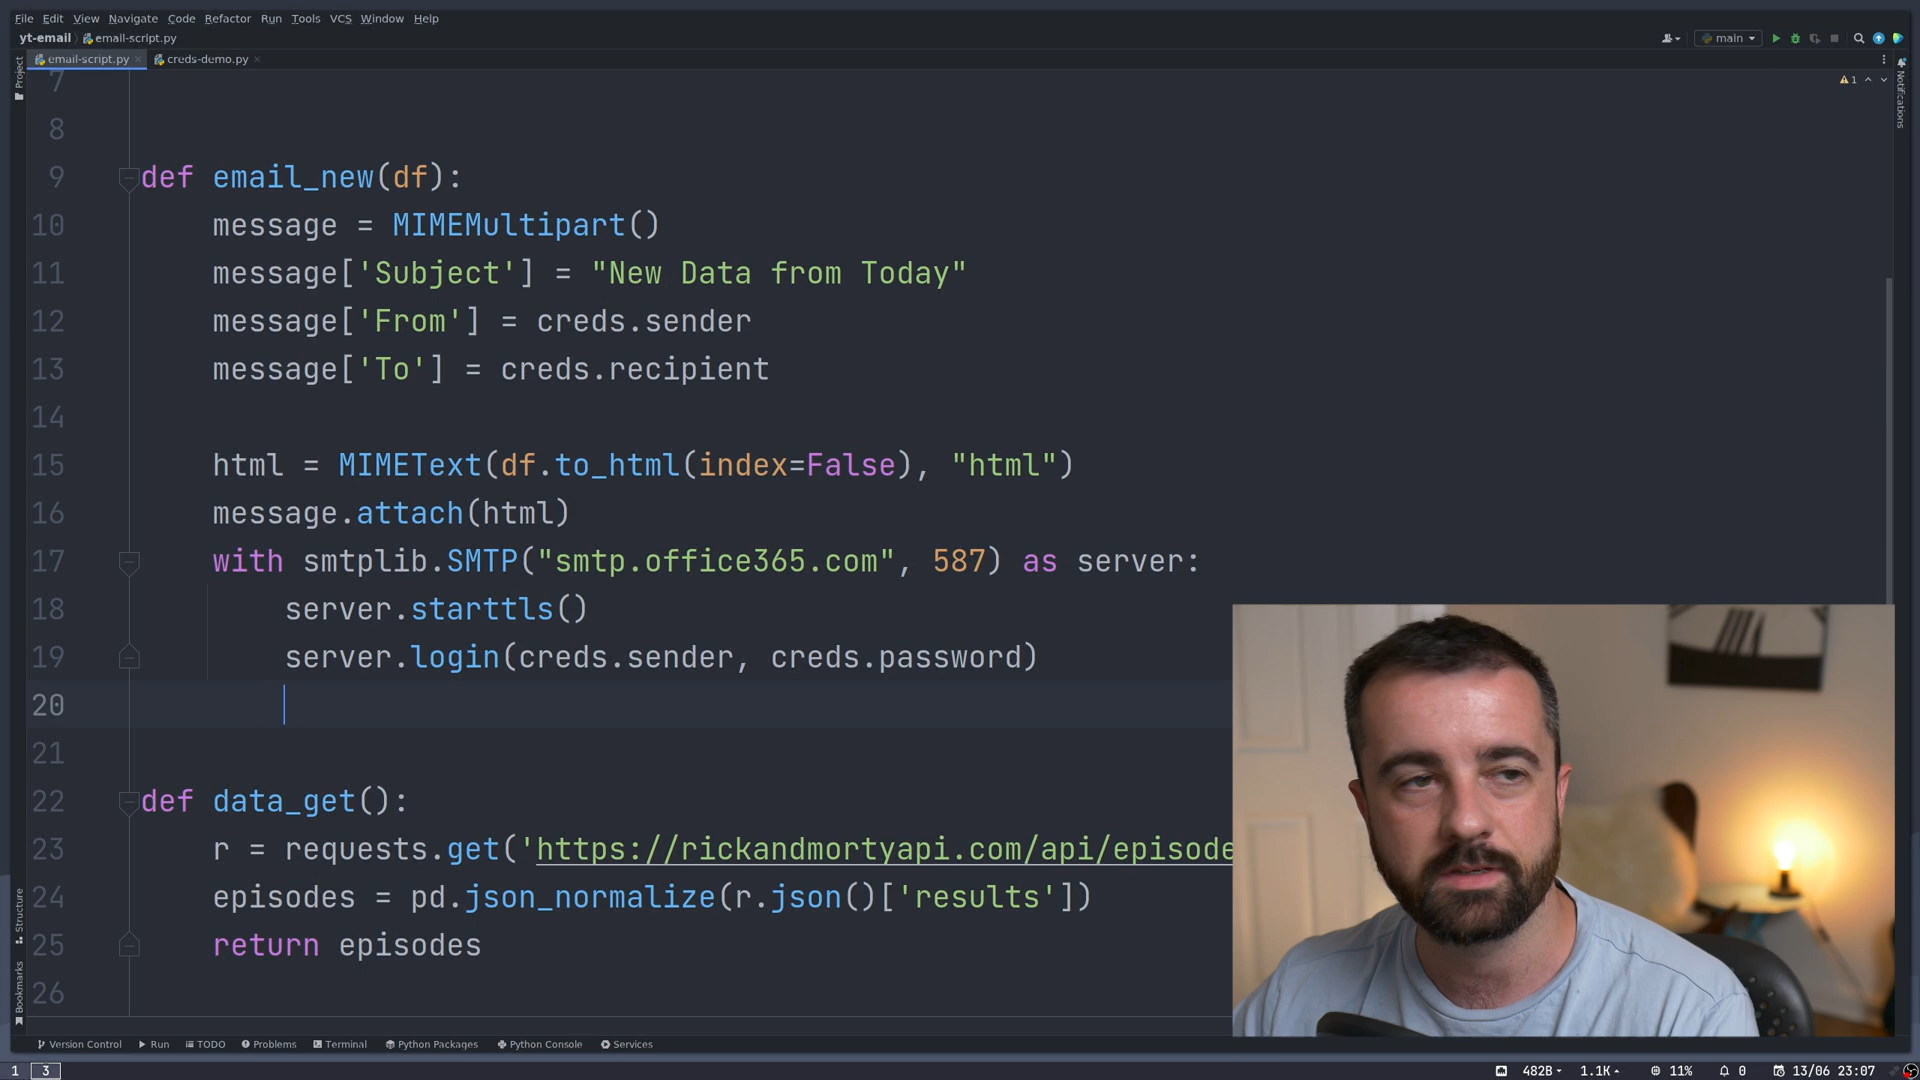 File Edit View Navigate Code Refactor Run Tools VCS Window Help
yt-email email-script.py
main
email-script.py creds-demo.py
Project
Notifications
1
7
8
9 def email_new(df):
10 message = MIMEMultipart()
11 message['Subject'] = "New Data from Today"
12 message['From'] = creds.sender
13 message['To'] = creds.recipient
14
15 html = MIMEText(df.to_html(index=False), "html")
16 message.attach(html)
17 with smtplib.SMTP("smtp.office365.com", 587) as server:
18 server.starttls()
19 server.login(creds.sender, creds.password)
20
21
22 def data_get():
23 r = requests.get('https://rickandmortyapi.com/api/episode
24 episodes = pd.json_normalize(r.json()['results'])
25 return episodes
26
Structure
Bookmarks
Version Control Run TODO Problems Terminal Python Packages Python Console Services
1 3 482B 1.1K 11% 0 13/06 23:07